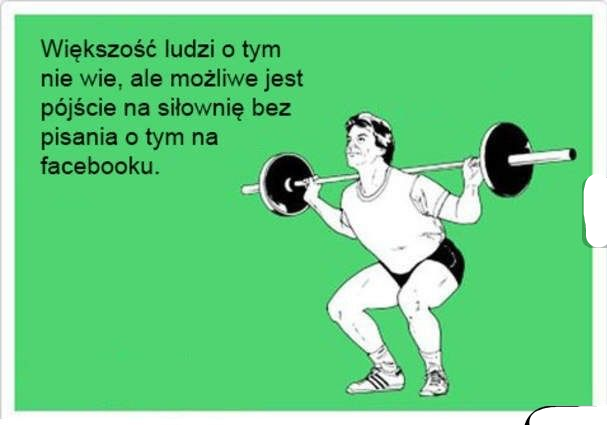 Większość ludzi o tym
nie wie, ale możliwe jest
pójście na siłownię bez
pisania o tym na
facebooku.